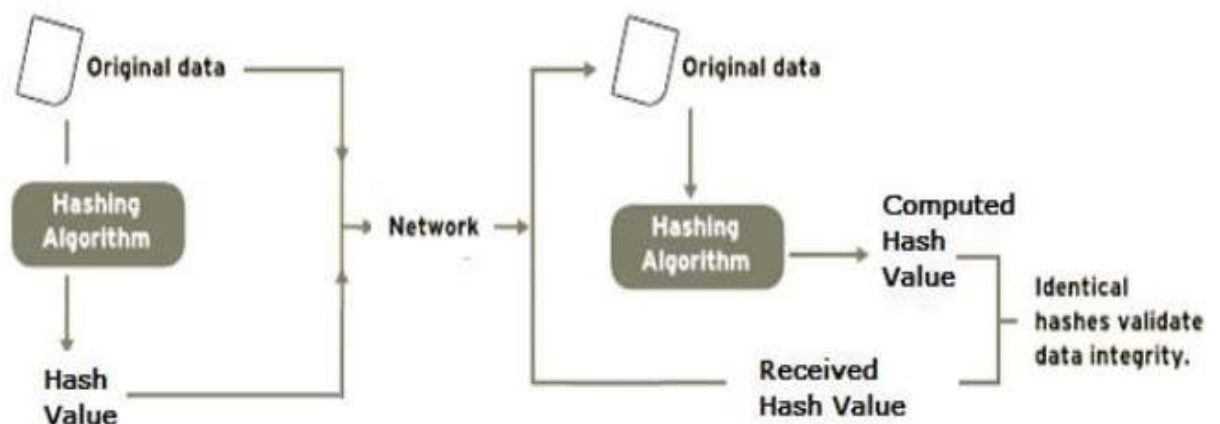 Original data
Hashing
Algorithm
Hash
Value
Network
Original data
Hashing
Algorithm
Computed
Hash
Value
Received
Hash Value
Identical
hashes validate
data integrity.